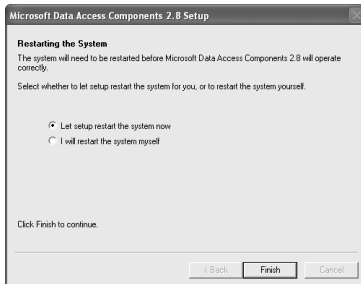 Microsoft Data Access Components 2.8 Setup
Restarting the System
The system will need to be restarted before Microsoft Data Access Components 2.8 will operate
correctly.
Select whether to let setup restart the system for you, or to restart the system yourself.
Let setup restart the system now
I will restart the system myself
Click Finish to continue.
< Back Finish Cancel